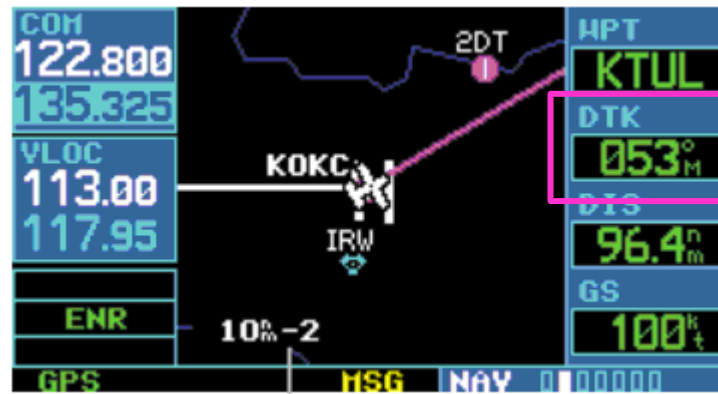 COM
122.800
135.325
VLOC
113.00
117.95
ENR
GPS
2DT
KOKC
IRW
10nm-2
MSG
NAV
WPT
KTUL
DTK
053°M
DIS
96.4nm
GS
100kt